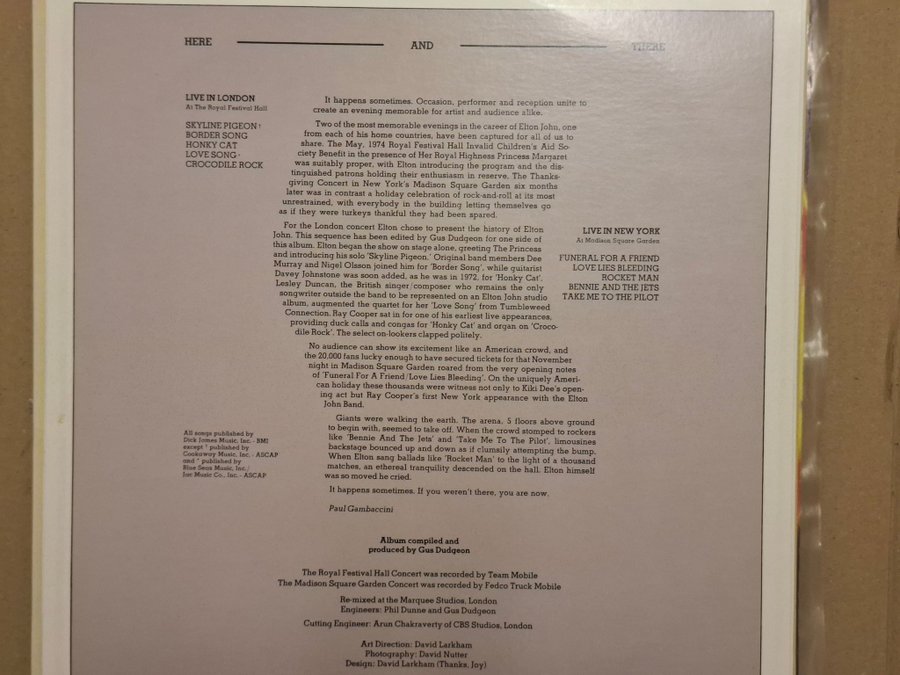 HERE AND THERE
LIVE IN LONDON
At The Royal Festival Hall
SKYLINE PIGEON †
BORDER SONG
HONKY CAT
LOVE SONG *
CROCODILE ROCK
It happens sometimes. Occasion, performer and reception unite to
create an evening memorable for artist and audience alike.
Two of the most memorable evenings in the career of Elton John, one
from each of his home countries, have been captured for all of us to
share. The May, 1974 Royal Festival Hall Invalid Children's Aid So-
ciety Benefit in the presence of Her Royal Highness Princess Margaret
was suitably proper, with Elton introducing the program and the dis-
tinguished patrons holding their enthusiasm in reserve. The Thanks-
giving Concert in New York's Madison Square Garden six months
later was in contrast a holiday celebration of rock-and-roll at its most
unrestrained, with everybody in the building letting themselves go
as if they were turkeys thankful they had been spared.
For the London concert Elton chose to present the history of Elton
John. This sequence has been edited by Gus Dudgeon for one side of
this album. Elton began the show on stage alone, greeting The Princess
and introducing his solo 'Skyline Pigeon.' Original band members Dee
Murray and Nigel Olsson joined him for 'Border Song', while guitarist
Davey Johnstone was soon added, as he was in 1972, for 'Honky Cat'.
Lesley Duncan, the British singer/composer who remains the only
songwriter outside the band to be represented on an Elton John studio
album, augmented the quartet for her 'Love Song' from Tumbleweed
Connection. Ray Cooper sat in for one of his earliest live appearances,
providing duck calls and congas for 'Honky Cat' and organ on 'Croco-
dile Rock'. The select on-lookers clapped politely.
No audience can show its excitement like an American crowd, and
the 20,000 fans lucky enough to have secured tickets for that November
night in Madison Square Garden roared from the very opening notes
of 'Funeral For A Friend/Love Lies Bleeding'. On the uniquely Ameri-
can holiday these thousands were witness not only to Kiki Dee's open-
ing act but Ray Cooper's first New York appearance with the Elton
John Band.
Giants were walking the earth. The arena, 5 floors above ground
to begin with, seemed to take off. When the crowd stomped to rockers
like 'Bennie And The Jets' and 'Take Me To The Pilot', limousines
backstage bounced up and down as if clumsily attempting the bump.
When Elton sang ballads like 'Rocket Man' to the light of a thousand
matches, an ethereal tranquility descended on the hall. Elton himself
was so moved he cried.
It happens sometimes. If you weren't there, you are now.
Paul Gambaccini
LIVE IN NEW YORK
At Madison Square Garden
FUNERAL FOR A FRIEND
LOVE LIES BLEEDING
ROCKET MAN
BENNIE AND THE JETS
TAKE ME TO THE PILOT
All songs published by
Dick James Music, Inc. - BMI
except † published by
Cookaway Music, Inc. - ASCAP
and * published by
Blue Seas Music, Inc./
Jac Music Co., Inc. - ASCAP
Album compiled and
produced by Gus Dudgeon
The Royal Festival Hall Concert was recorded by Team Mobile
The Madison Square Garden Concert was recorded by Fedco Truck Mobile
Re-mixed at the Marquee Studios, London
Engineers: Phil Dunne and Gus Dudgeon
Cutting Engineer: Arun Chakraverty of CBS Studios, London
Art Direction: David Larkham
Photography: David Nutter
Design: David Larkham (Thanks, Joy)